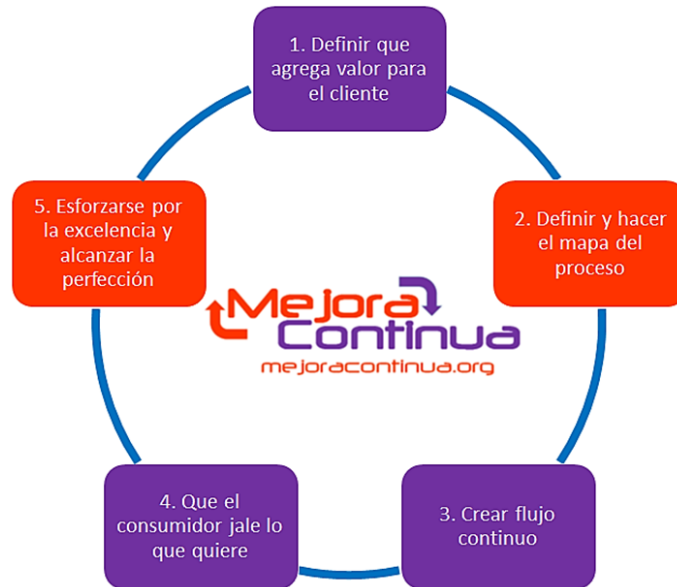 1. Definir que
agrega valor para
el cliente
2. Definir y hacer
el mapa del
proceso
3. Crear flujo
continuo
4. Que el
consumidor jale lo
que quiere
5. Esforzarse por
la excelencia y
alcanzar la
perfección
Mejora
Continua
mejoracontinua.org